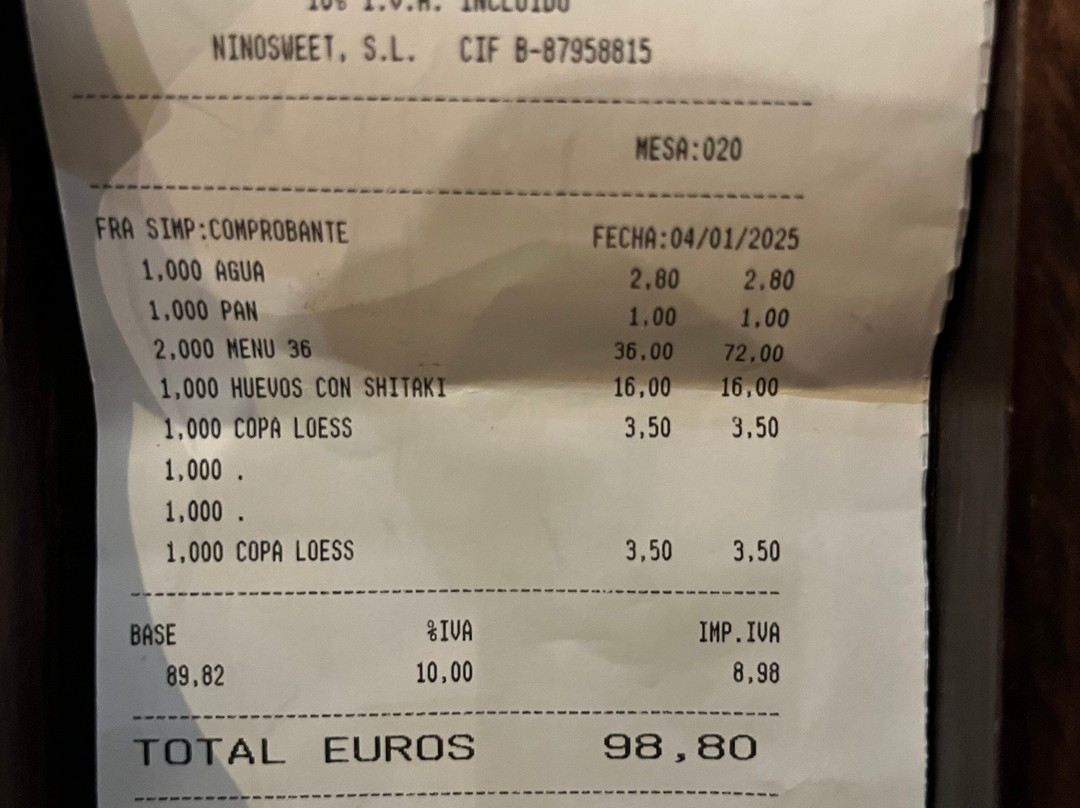 10% I.V.A. INCLUIDO
NINOSWEET, S.L. CIF B-87958815
MESA:020
FRA SIMP:COMPROBANTE FECHA:04/01/2025
1,000 AGUA 2,80 2,80
1,000 PAN 1,00 1,00
2,000 MENU 36 36,00 72,00
1,000 HUEVOS CON SHITAKI 16,00 16,00
1,000 COPA LOESS 3,50 3,50
1,000 .
1,000 .
1,000 COPA LOESS 3,50 3,50
BASE %IVA IMP.IVA
89,82 10,00 8,98
TOTAL EUROS 98,80